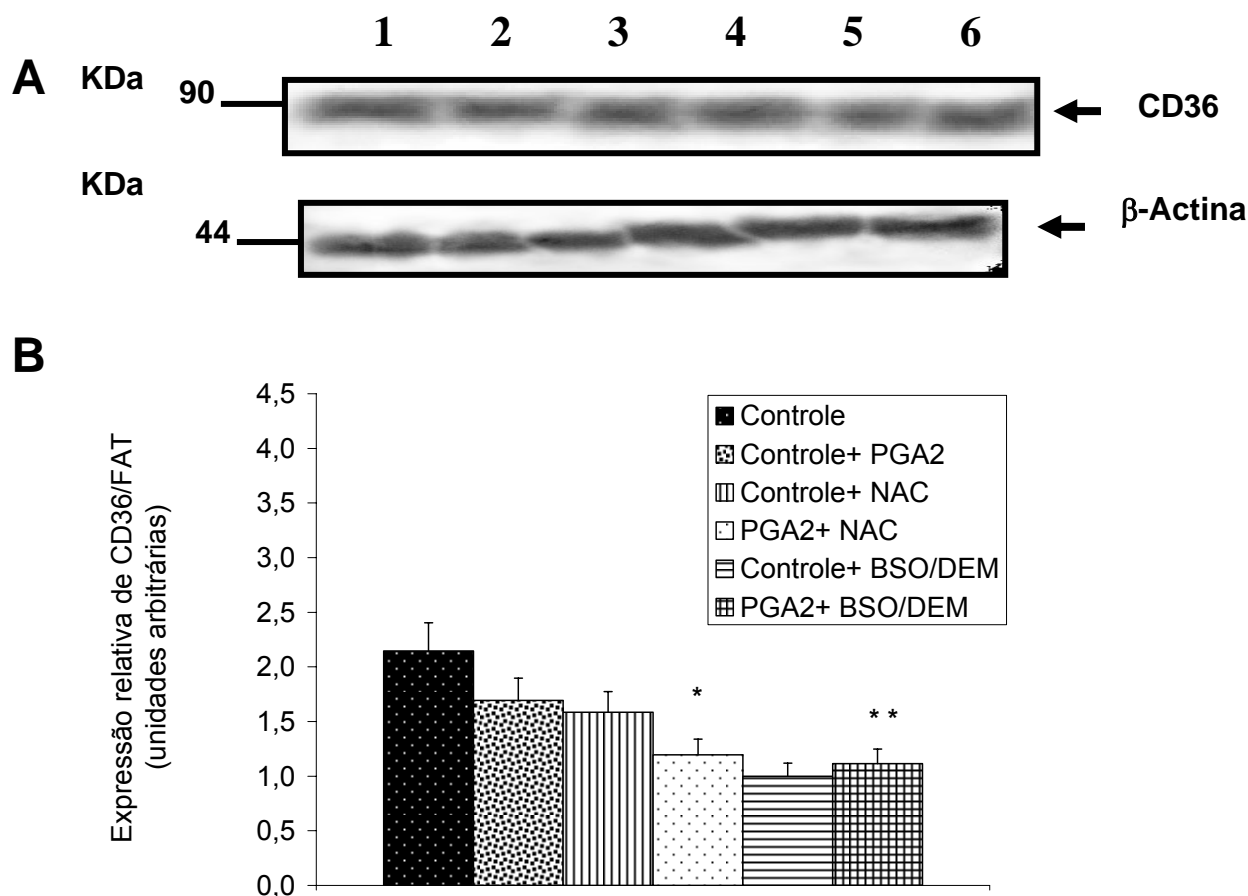 1 2 3 4 5 6
A
KDa
90
CD36
KDa
44
β-Actina
B
Expressão relativa de CD36/FAT
(unidades arbitrárias)
4,5
4,0
3,5
3,0
2,5
2,0
1,5
1,0
0,5
0,0
Controle
Controle+ PGA2
Controle+ NAC
PGA2+ NAC
Controle+ BSO/DEM
PGA2+ BSO/DEM
*
* *